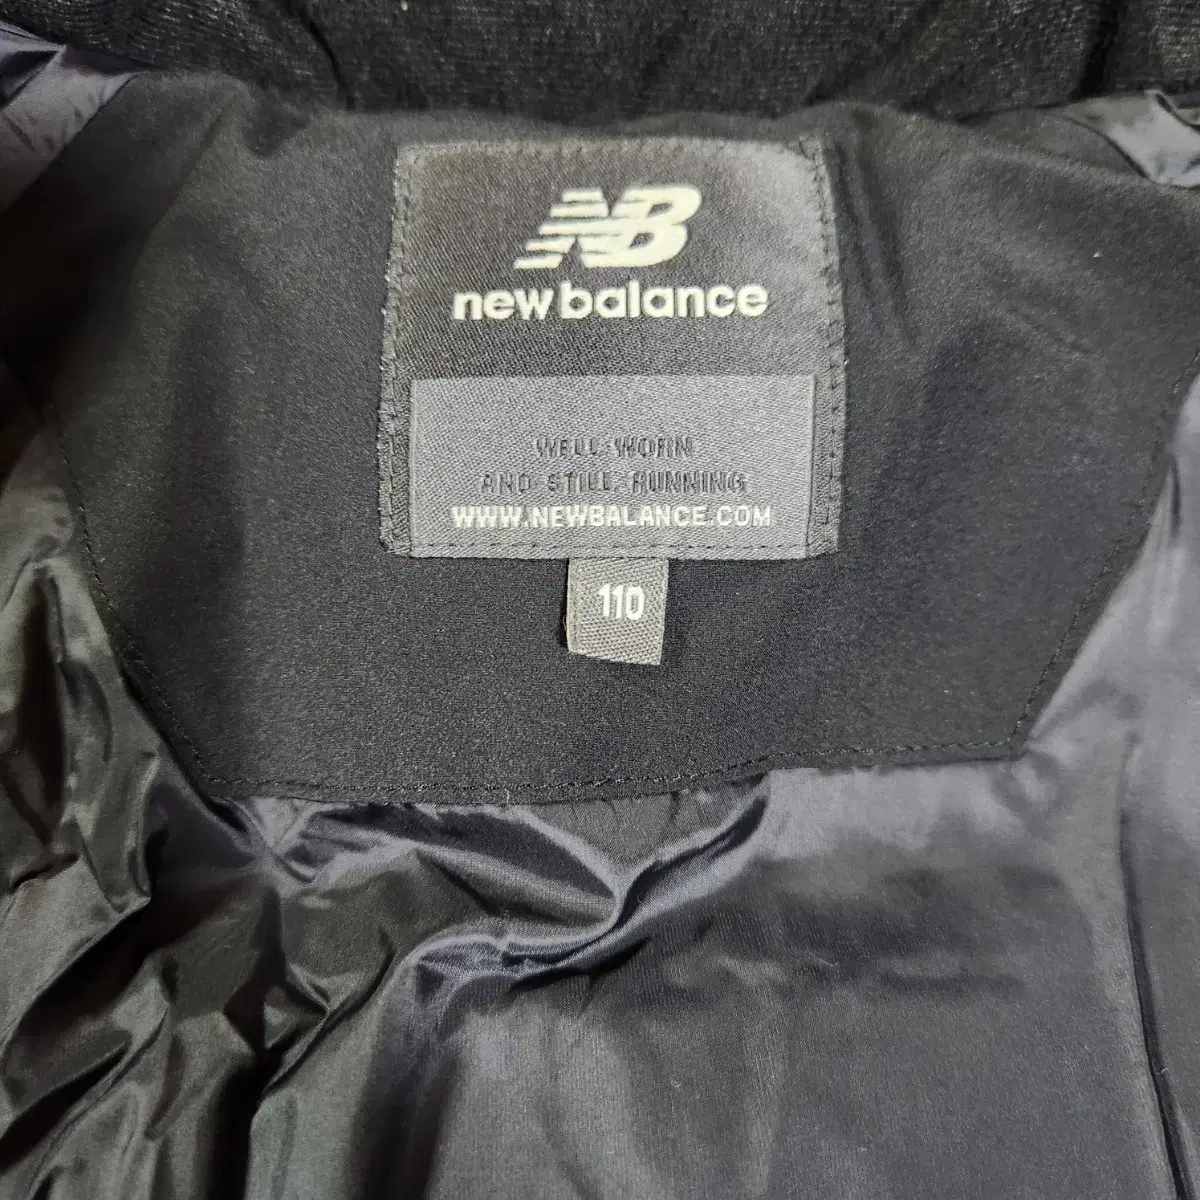 NB
new balance
WELL WORN
AND STILL RUNNING
WWW.NEWBALANCE.COM
110